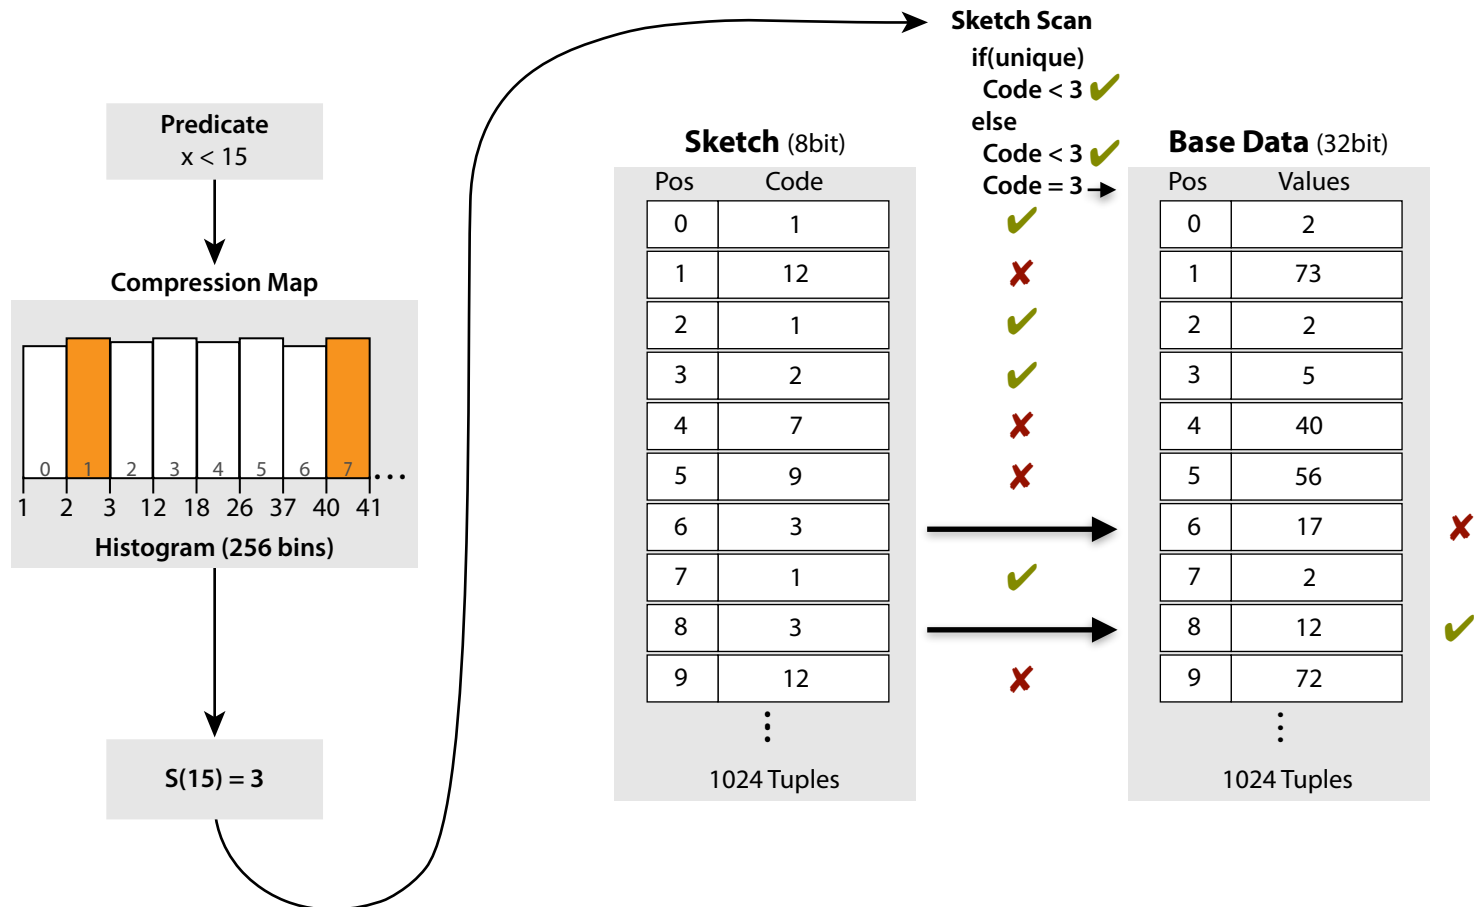 Predicate
x < 15
Compression Map
0 1 2 3 4 5 6 7 ...
1 2 3 12 18 26 37 40 41
Histogram (256 bins)
S(15) = 3
Sketch Scan
if(unique)
Code < 3 ✔
else
Code < 3 ✔
Code = 3
Sketch (8bit)
Pos Code
0 1 ✔
1 12 ✘
2 1 ✔
3 2 ✔
4 7 ✘
5 9 ✘
6 3
7 1 ✔
8 3
9 12 ✘
⋮
1024 Tuples
Base Data (32bit)
Pos Values
0 2
1 73
2 2
3 5
4 40
5 56
6 17 ✘
7 2
8 12 ✔
9 72
⋮
1024 Tuples